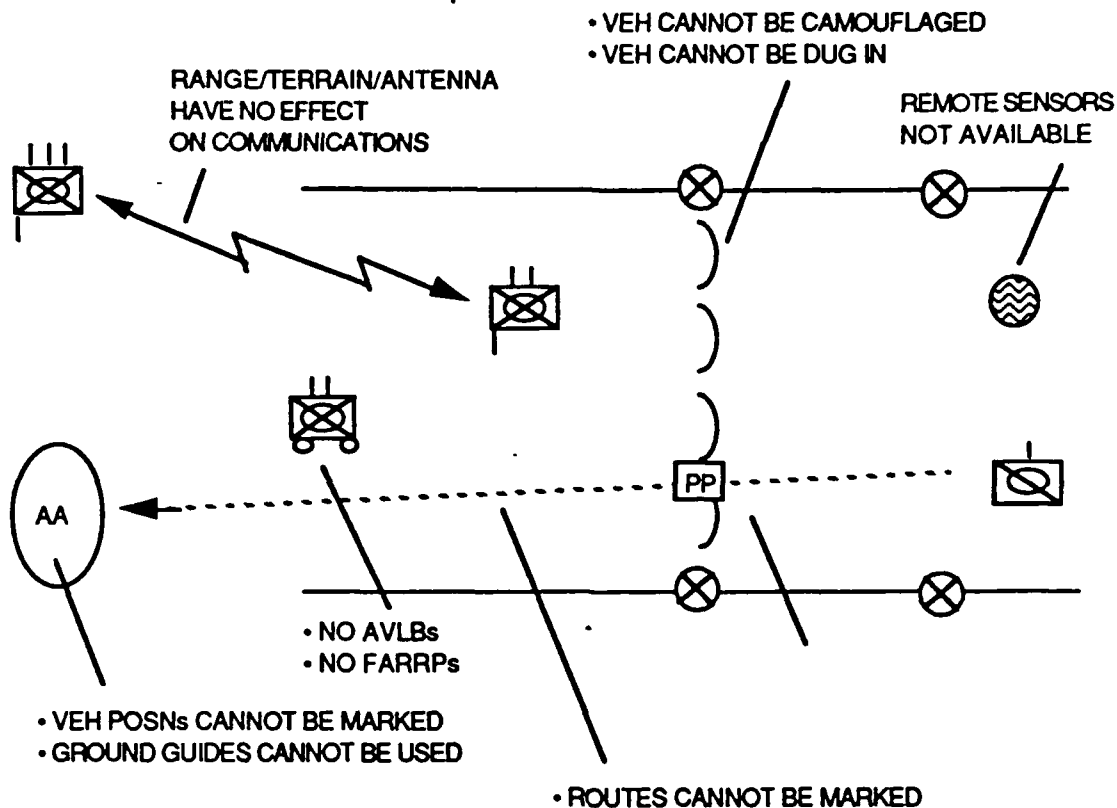 • VEH CANNOT BE CAMOUFLAGED
• VEH CANNOT BE DUG IN
RANGE/TERRAIN/ANTENNA
HAVE NO EFFECT
ON COMMUNICATIONS
REMOTE SENSORS
NOT AVAILABLE
PP
AA
• NO AVLBs
• NO FARRPs
• VEH POSNs CANNOT BE MARKED
• GROUND GUIDES CANNOT BE USED
• ROUTES CANNOT BE MARKED